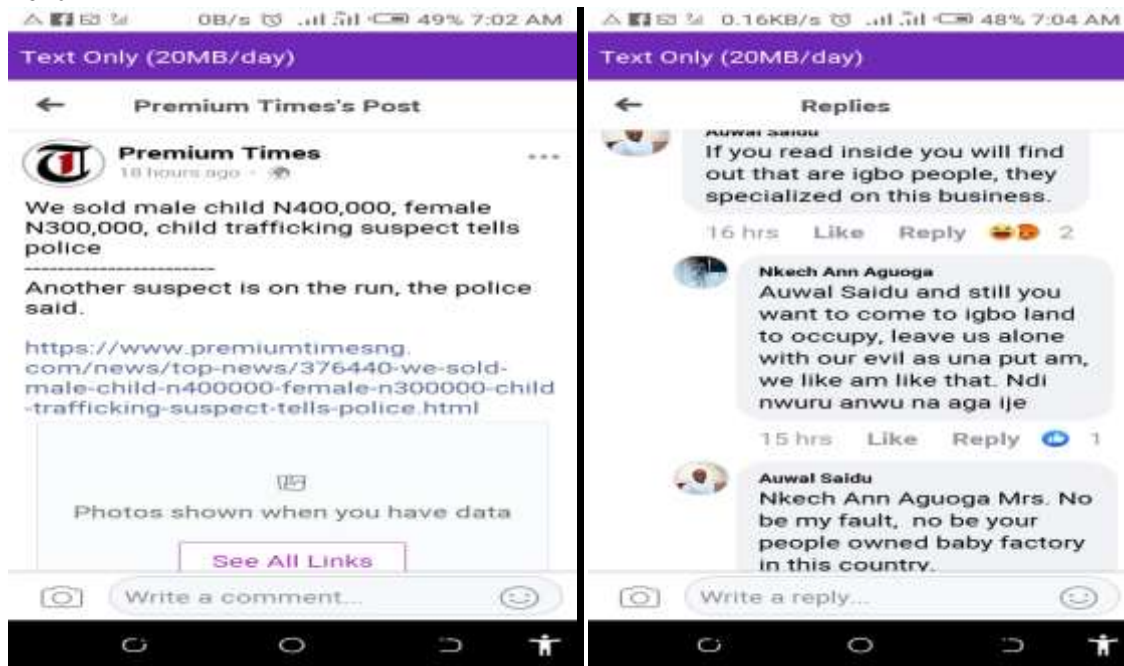 0B/s 49% 7:02 AM
Text Only (20MB/day)
Premium Times's Post
Premium Times
18 hours ago
We sold male child N400,000, female
N300,000, child trafficking suspect tells
police
-----------------------
Another suspect is on the run, the police
said.
https://www.premiumtimesng.
com/news/top-news/376440-we-sold-
male-child-n400000-female-n300000-child
-trafficking-suspect-tells-police.html
Photos shown when you have data
See All Links
Write a comment...
0.16KB/s 48% 7:04 AM
Text Only (20MB/day)
Replies
Auwal Saidu
If you read inside you will find
out that are igbo people, they
specialized on this business.
16 hrs Like Reply 2
Nkech Ann Aguoga
Auwal Saidu and still you
want to come to igbo land
to occupy, leave us alone
with our evil as una put am,
we like am like that. Ndi
nwuru anwu na aga ije
15 hrs Like Reply 1
Auwal Saidu
Nkech Ann Aguoga Mrs. No
be my fault, no be your
people owned baby factory
in this country.
Write a reply...